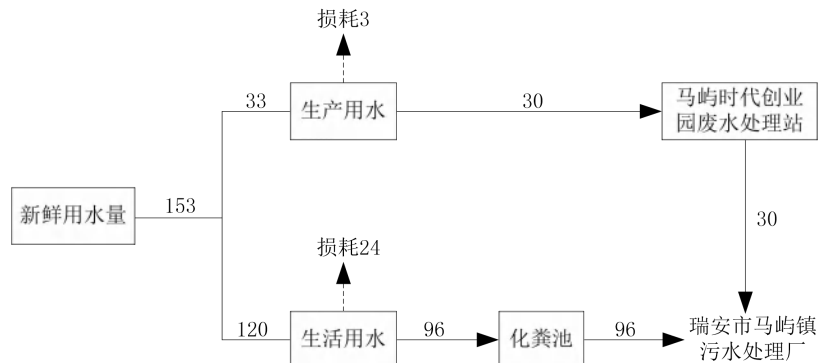 损耗3
33
生产用水
30
马屿时代创业
园废水处理站
新鲜用水量
153
30
损耗24
120
生活用水
96
化粪池
96
瑞安市马屿镇
污水处理厂